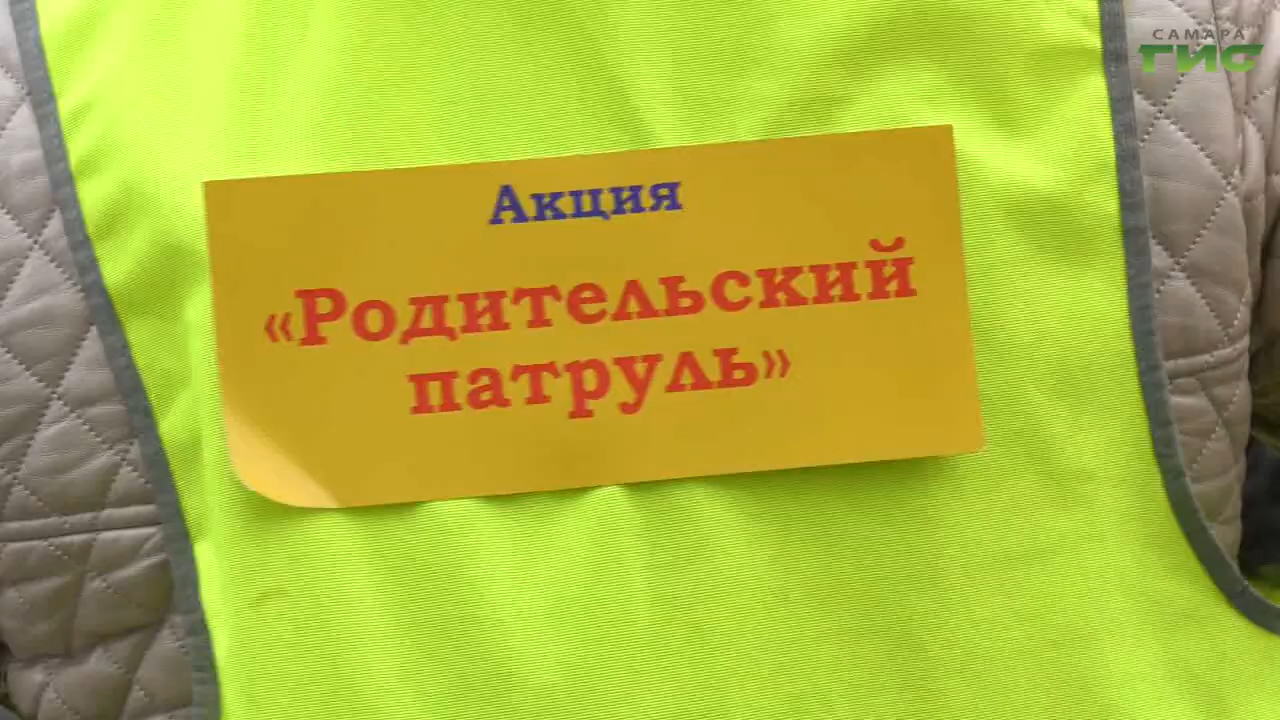 САМАРА
ГИС
Акция
«Родительский
патруль»